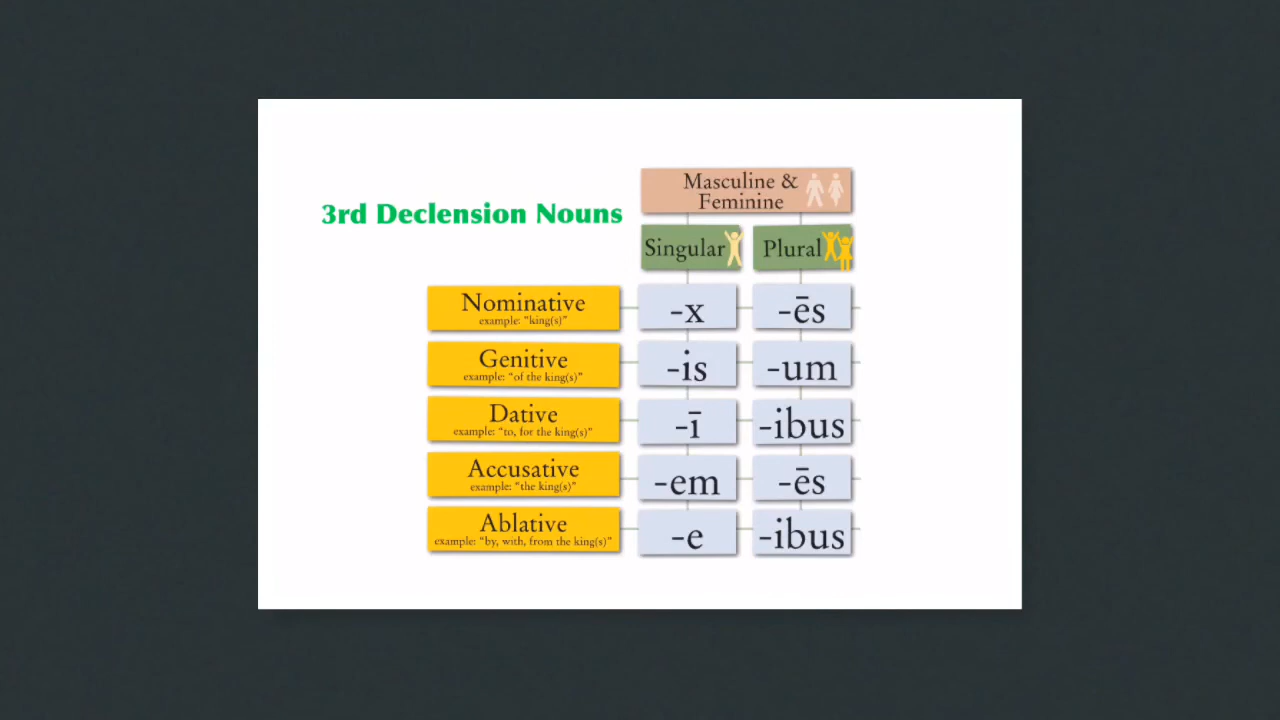 Masculine &
Feminine
3rd Declension Nouns
Singular
Plural
Nominative
example: "king(s)"
-x
-ēs
Genitive
example: "of the king(s)"
-is
-um
Dative
example: "to, for the king(s)"
-ī
-ibus
Accusative
example: "the king(s)"
-em
-ēs
Ablative
example: "by, with, from the king(s)"
-e
-ibus